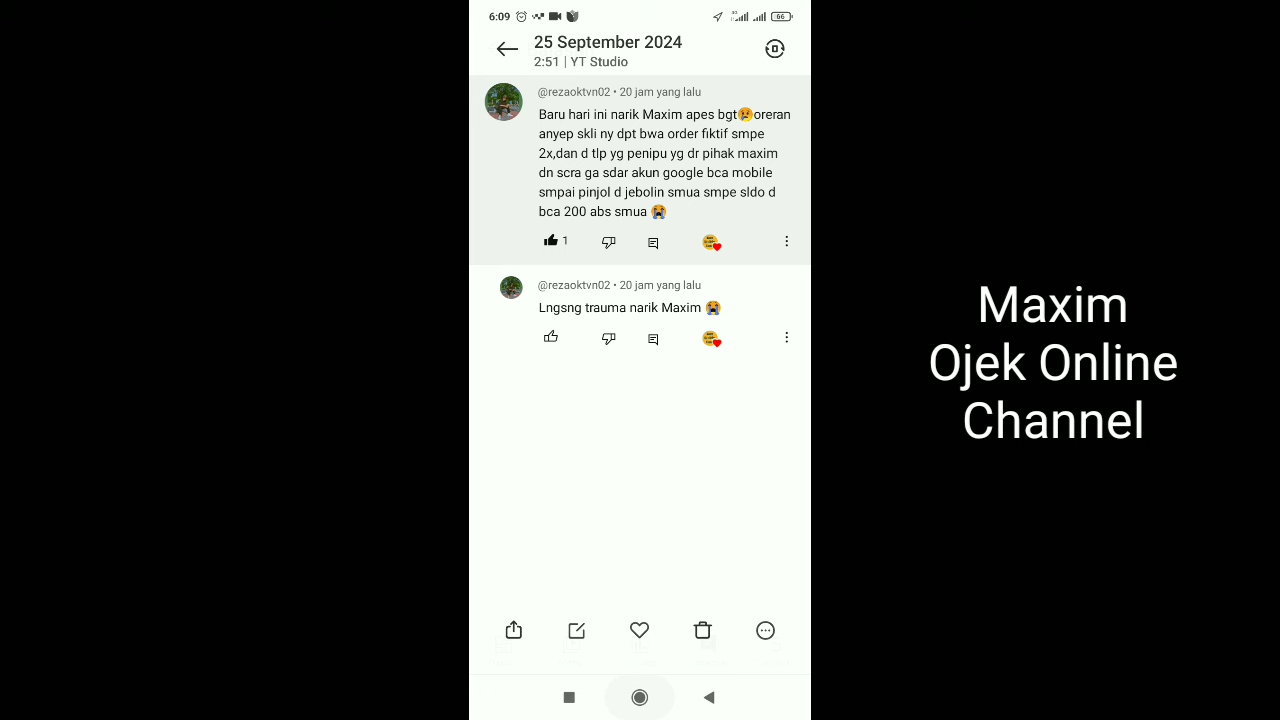 6:09
66
25 September 2024
2:51 | YT Studio
@rezaoktvn02 • 20 jam yang lalu
Baru hari ini narik Maxim apes bgt😢oreran
anyep skli ny dpt bwa order fiktif smpe
2x,dan d tlp yg penipu yg dr pihak maxim
dn scra ga sdar akun google bca mobile
smpai pinjol d jebolin smua smpe sldo d
bca 200 abs smua 😭
1
@rezaoktvn02 • 20 jam yang lalu
Lngsng trauma narik Maxim 😭
Maxim
Ojek Online
Channel